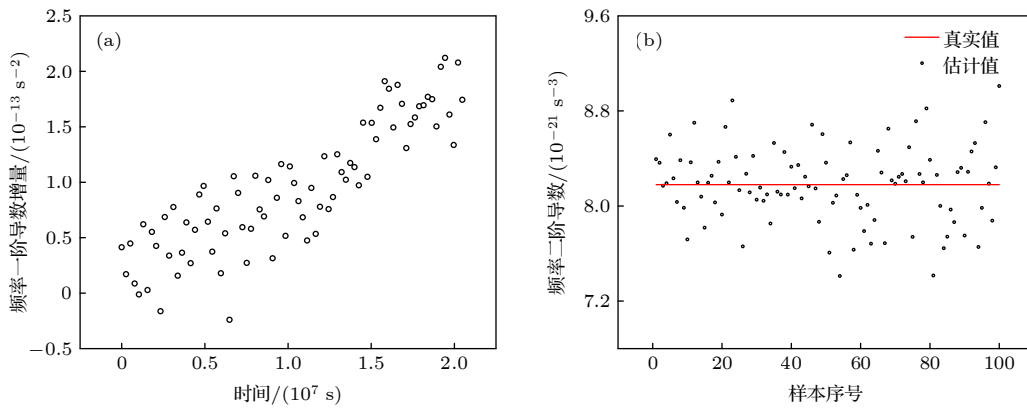 2.5
2.0
1.5
1.0
0.5
0
−0.5
(a)
频率一阶导数增量/(10⁻¹³ s⁻²)
0
0.5
1.0
1.5
2.0
时间/(10⁷ s)
9.6
8.8
8.0
7.2
(b)
真实值
估计值
频率二阶导数/(10⁻²¹ s⁻³)
0
20
40
60
80
100
样本序号